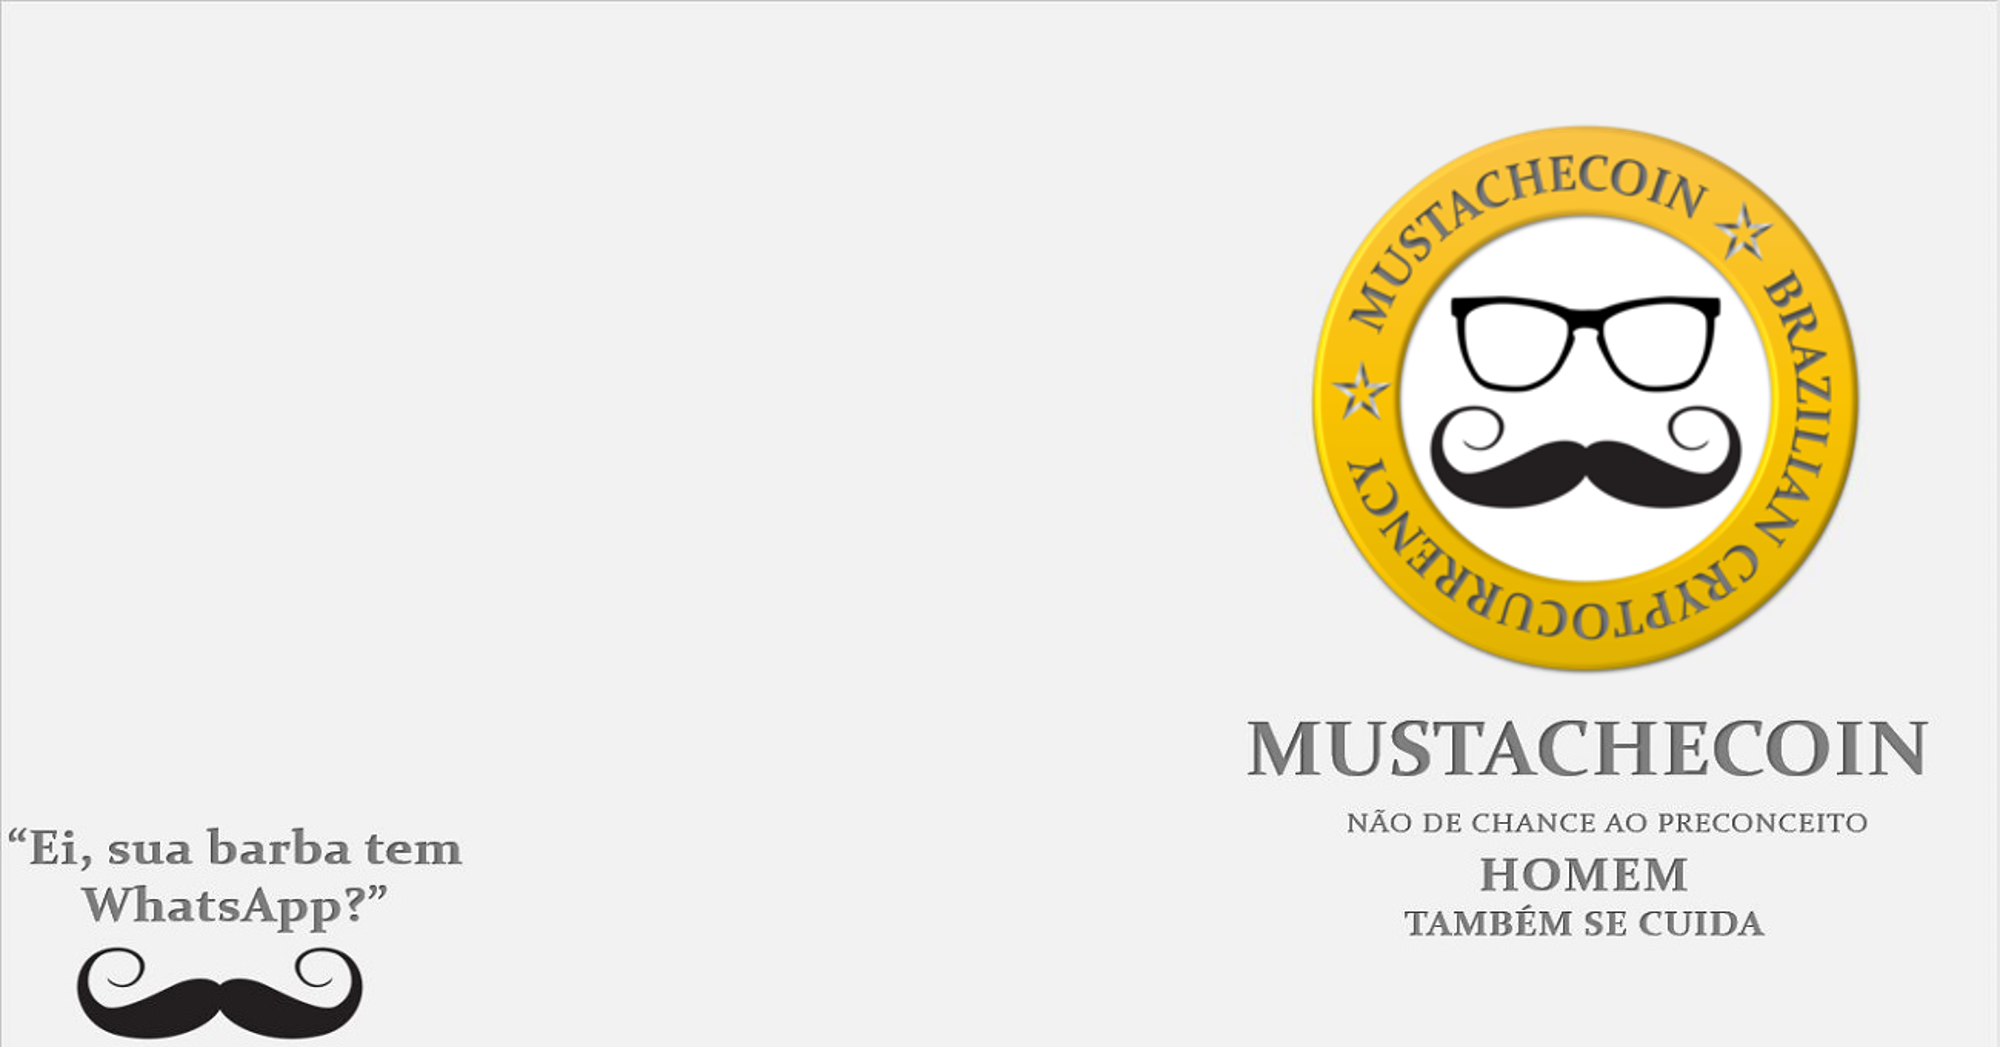 MUSTACHECOIN
BRAZILIAN CRYPTOCURRENCY
MUSTACHECOIN
NÃO DE CHANCE AO PRECONCEITO
HOMEM
TAMBÉM SE CUIDA
“Ei, sua barba tem
WhatsApp?”